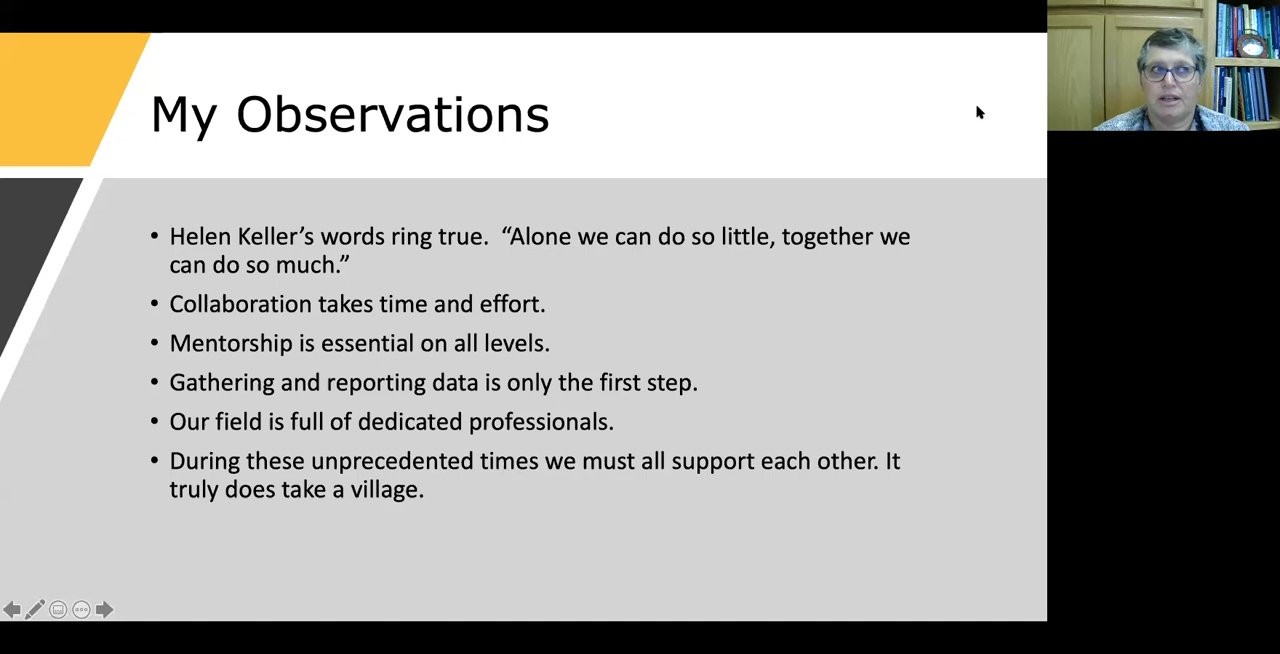 My Observations
• Helen Keller’s words ring true.  “Alone we can do so little, together we
can do so much.”
• Collaboration takes time and effort.
• Mentorship is essential on all levels.
• Gathering and reporting data is only the first step.
• Our field is full of dedicated professionals.
• During these unprecedented times we must all support each other. It
truly does take a village.